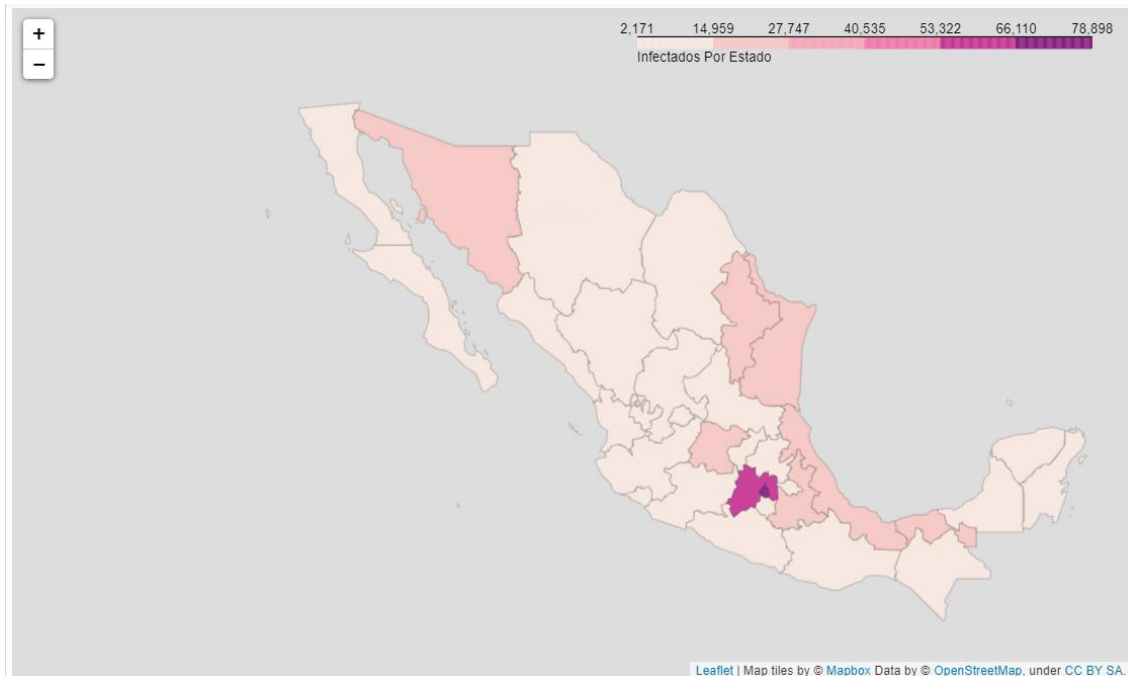 +
−
2,171 14,959 27,747 40,535 53,322 66,110 78,898
Infectados Por Estado
Leaflet | Map tiles by © Mapbox Data by © OpenStreetMap, under CC BY SA.